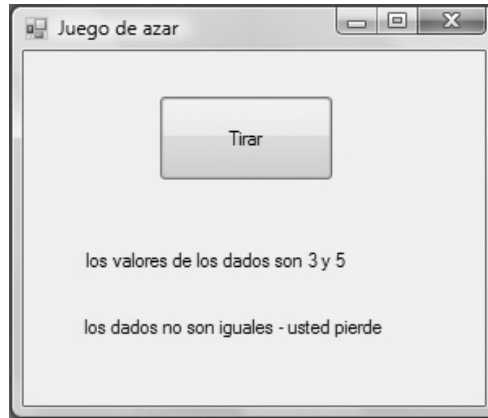 Juego de azar
Tirar
los valores de los dados son 3 y 5
los dados no son iguales - usted pierde